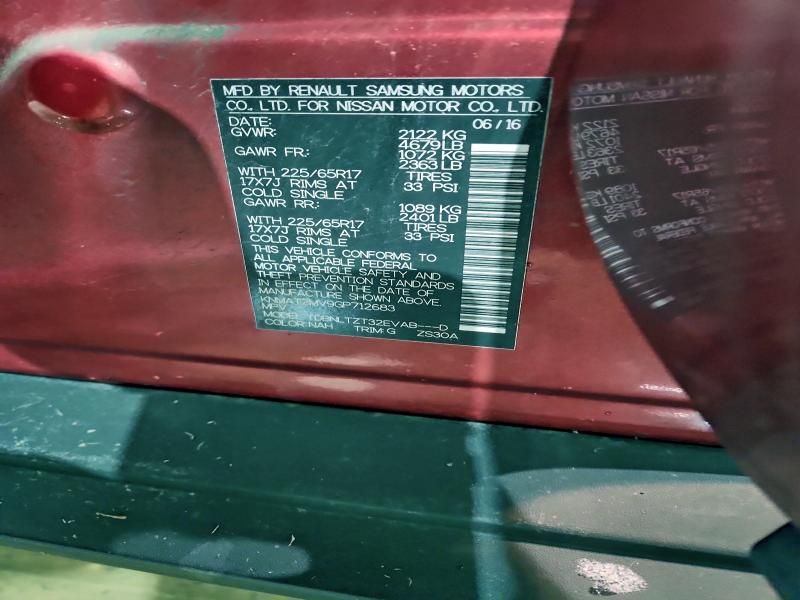 MFD BY RENAULT SAMSUNG MOTORS
CO., LTD. FOR NISSAN MOTOR CO., LTD.
DATE: 06 / 16
GVWR: 2122 KG
4679LB
GAWR FR.: 1072 KG
2363 LB
WITH 225/65R17 TIRES
17X7J RIMS AT 33 PSI
COLD SINGLE
GAWR RR.: 1089 KG
2401 LB
WITH 225/65R17 TIRES
17X7J RIMS AT 33 PSI
COLD SINGLE
THIS VEHICLE CONFORMS TO
ALL APPLICABLE FEDERAL
MOTOR VEHICLE SAFETY AND
THEFT PREVENTION STANDARDS
IN EFFECT ON THE DATE OF
MANUFACTURE SHOWN ABOVE.
KNMAT2MV9GP712683
MPV
MODEL: TDBNLTZT32EVAB---D
COLOR:NAH TRIM:G ZS30A